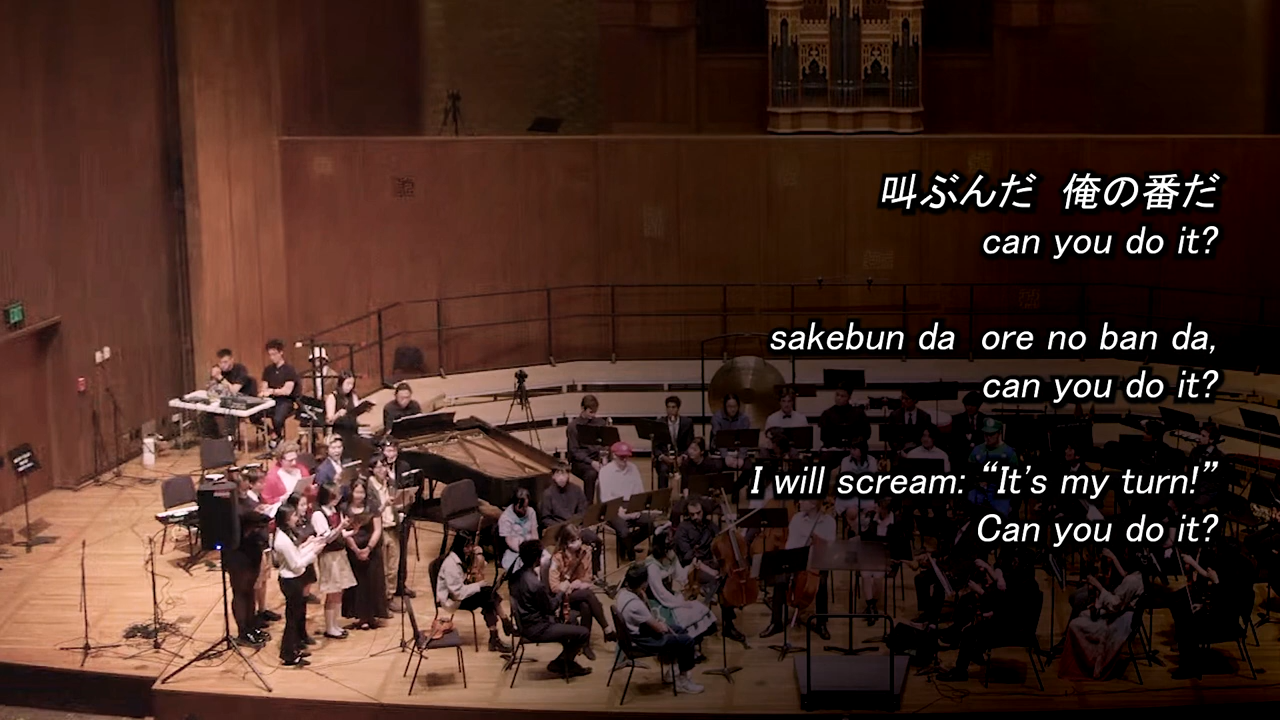 叫ぶんだ　俺の番だ
can you do it?
sakebun da ore no ban da,
can you do it?
I will scream: “It’s my turn!”
Can you do it?
EXIT